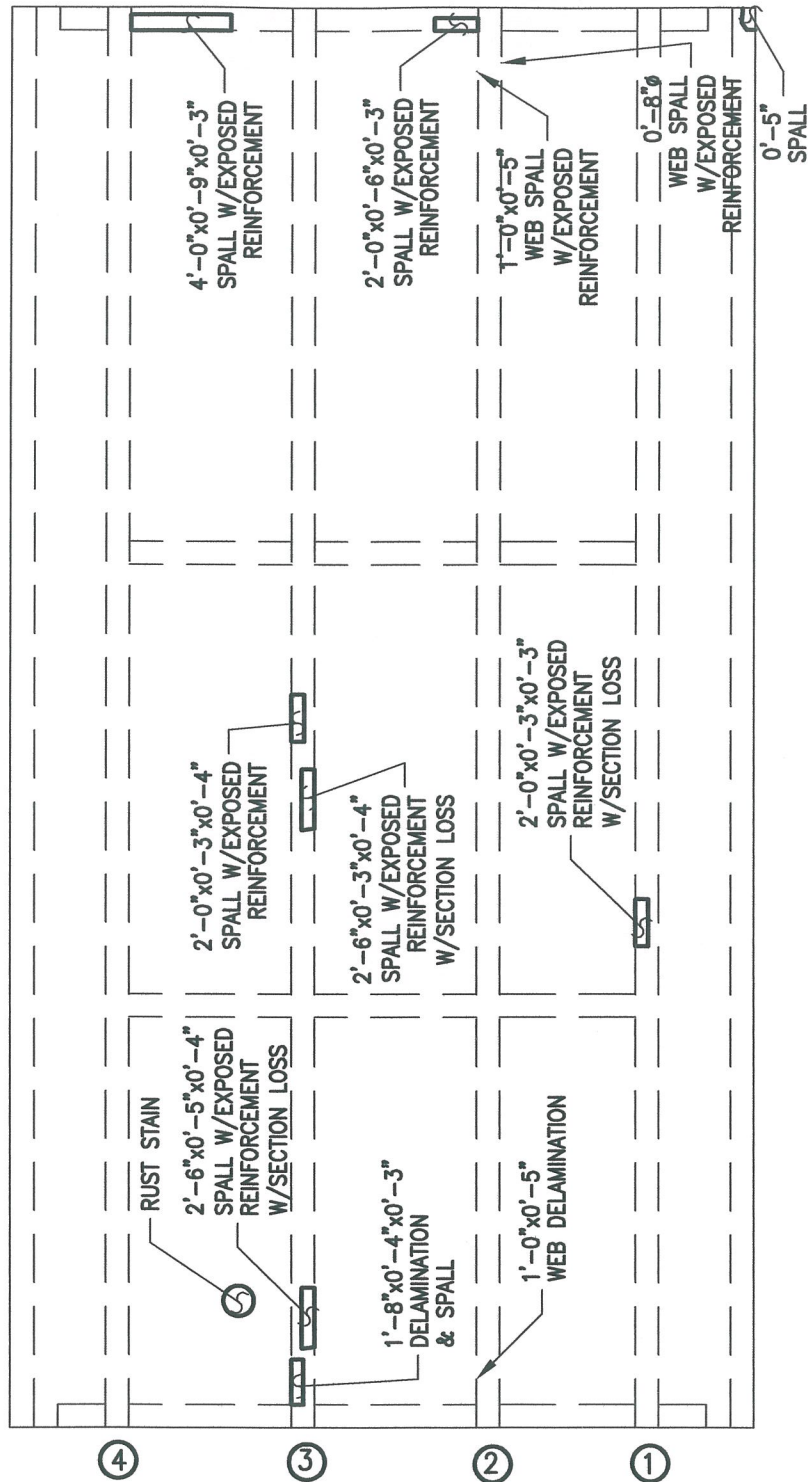 RUST STAIN
2'-6"x0'-5"x0'-4"
SPALL W/EXPOSED
REINFORCEMENT
W/SECTION LOSS
1'-8"x0'-4"x0'-3"
DELAMINATION
& SPALL
1'-0"x0'-5"
WEB DELAMINATION
2'-0"x0'-3"x0'-4"
SPALL W/EXPOSED
REINFORCEMENT
2'-6"x0'-3"x0'-4"
SPALL W/EXPOSED
REINFORCEMENT
W/SECTION LOSS
2'-0"x0'-3"x0'-3"
SPALL W/EXPOSED
REINFORCEMENT
W/SECTION LOSS
4'-0"x0'-9"x0'-3"
SPALL W/EXPOSED
REINFORCEMENT
2'-0"x0'-6"x0'-3"
SPALL W/EXPOSED
REINFORCEMENT
1'-0"x0'-5"
WEB SPALL
W/EXPOSED
REINFORCEMENT
0'-8"ø
WEB SPALL
W/EXPOSED
REINFORCEMENT
0'-5"
SPALL
4
3
2
1